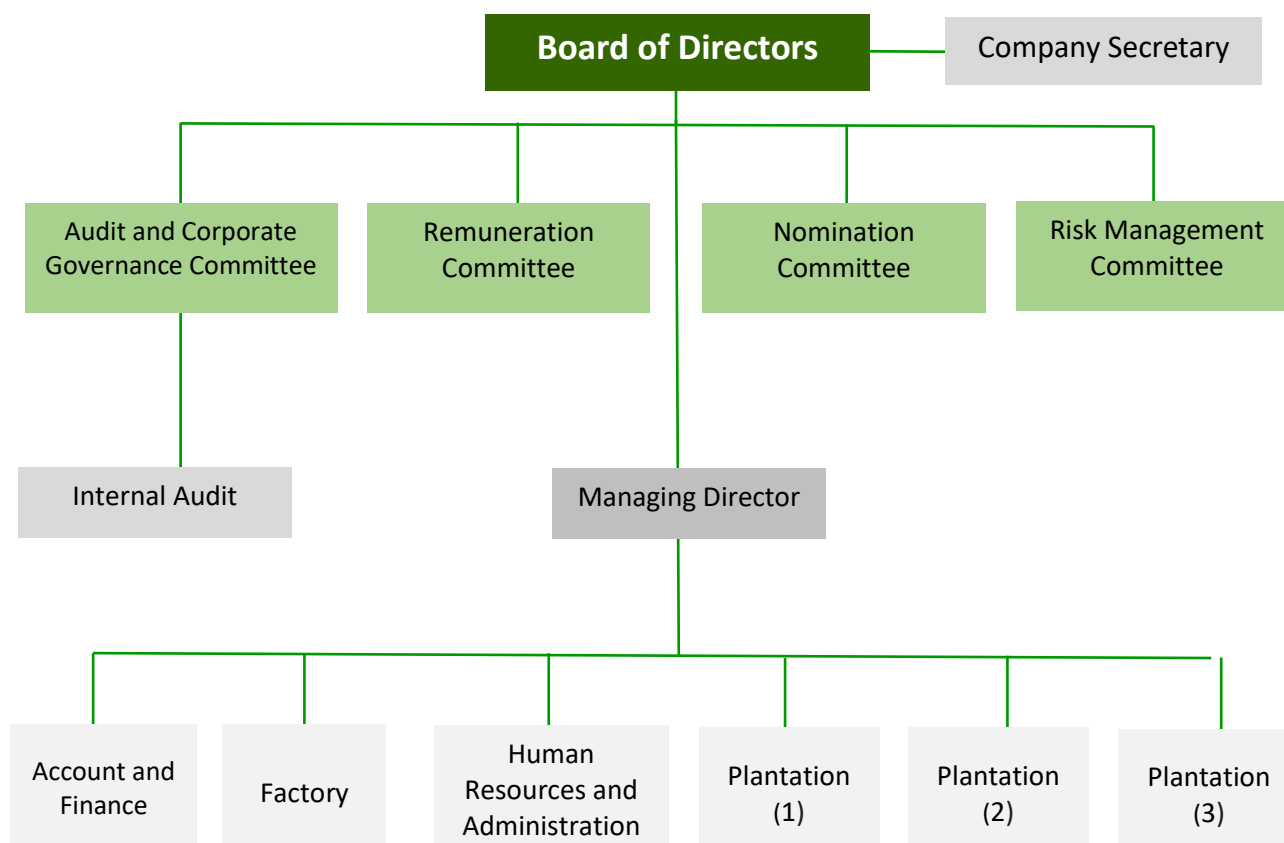 Board of Directors
Company Secretary
Audit and Corporate
Governance Committee
Remuneration
Committee
Nomination
Committee
Risk Management
Committee
Internal Audit
Managing Director
Account and
Finance
Factory
Human
Resources and
Administration
Plantation
(1)
Plantation
(2)
Plantation
(3)